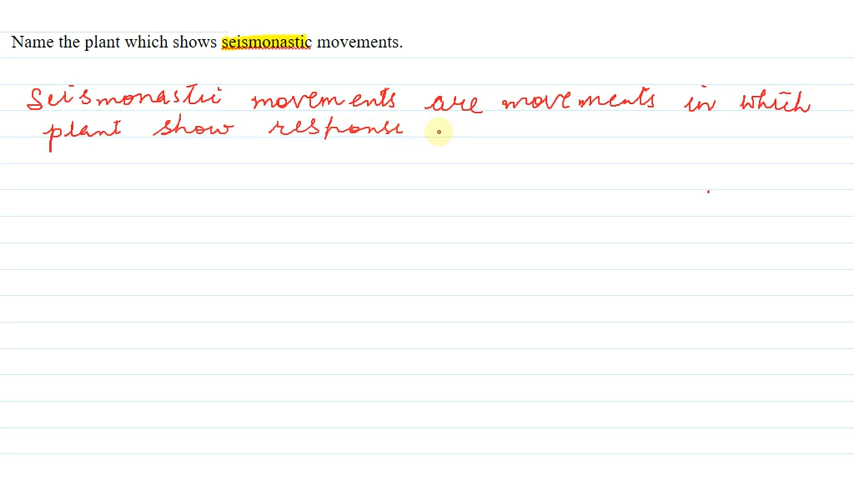 Name the plant which shows seismonastic movements.
Seismonastic movements are movements in which
plant show response